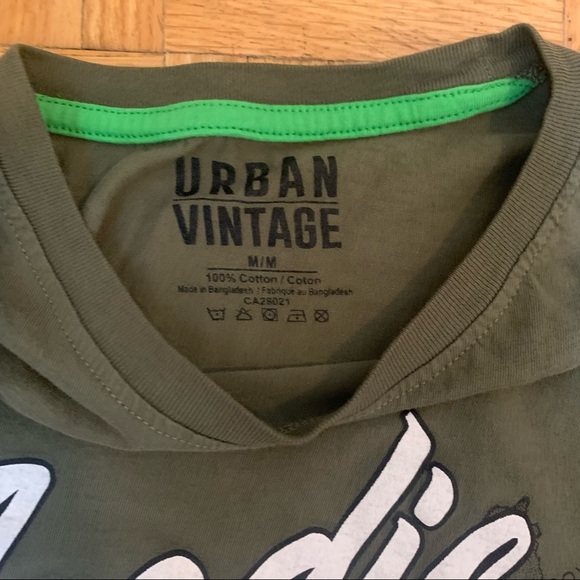 URBAN
VINTAGE
M/M
100% Cotton / Coton
Made in Bangladesh / Fabriqué au Bangladesh
CA28021